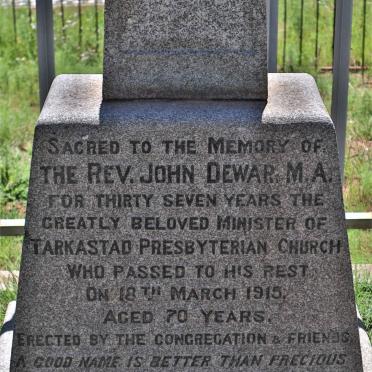 SACRED TO THE MEMORY OF
THE REV. JOHN DEWAR, M.A.
FOR THIRTY SEVEN YEARS THE
GREATLY BELOVED MINISTER OF
TARKASTAD PRESBYTERIAN CHURCH
WHO PASSED TO HIS REST
ON 18TH MARCH 1915,
AGED 70 YEARS.
ERECTED BY THE CONGREGATION & FRIENDS
A GOOD NAME IS BETTER THAN PRECIOUS